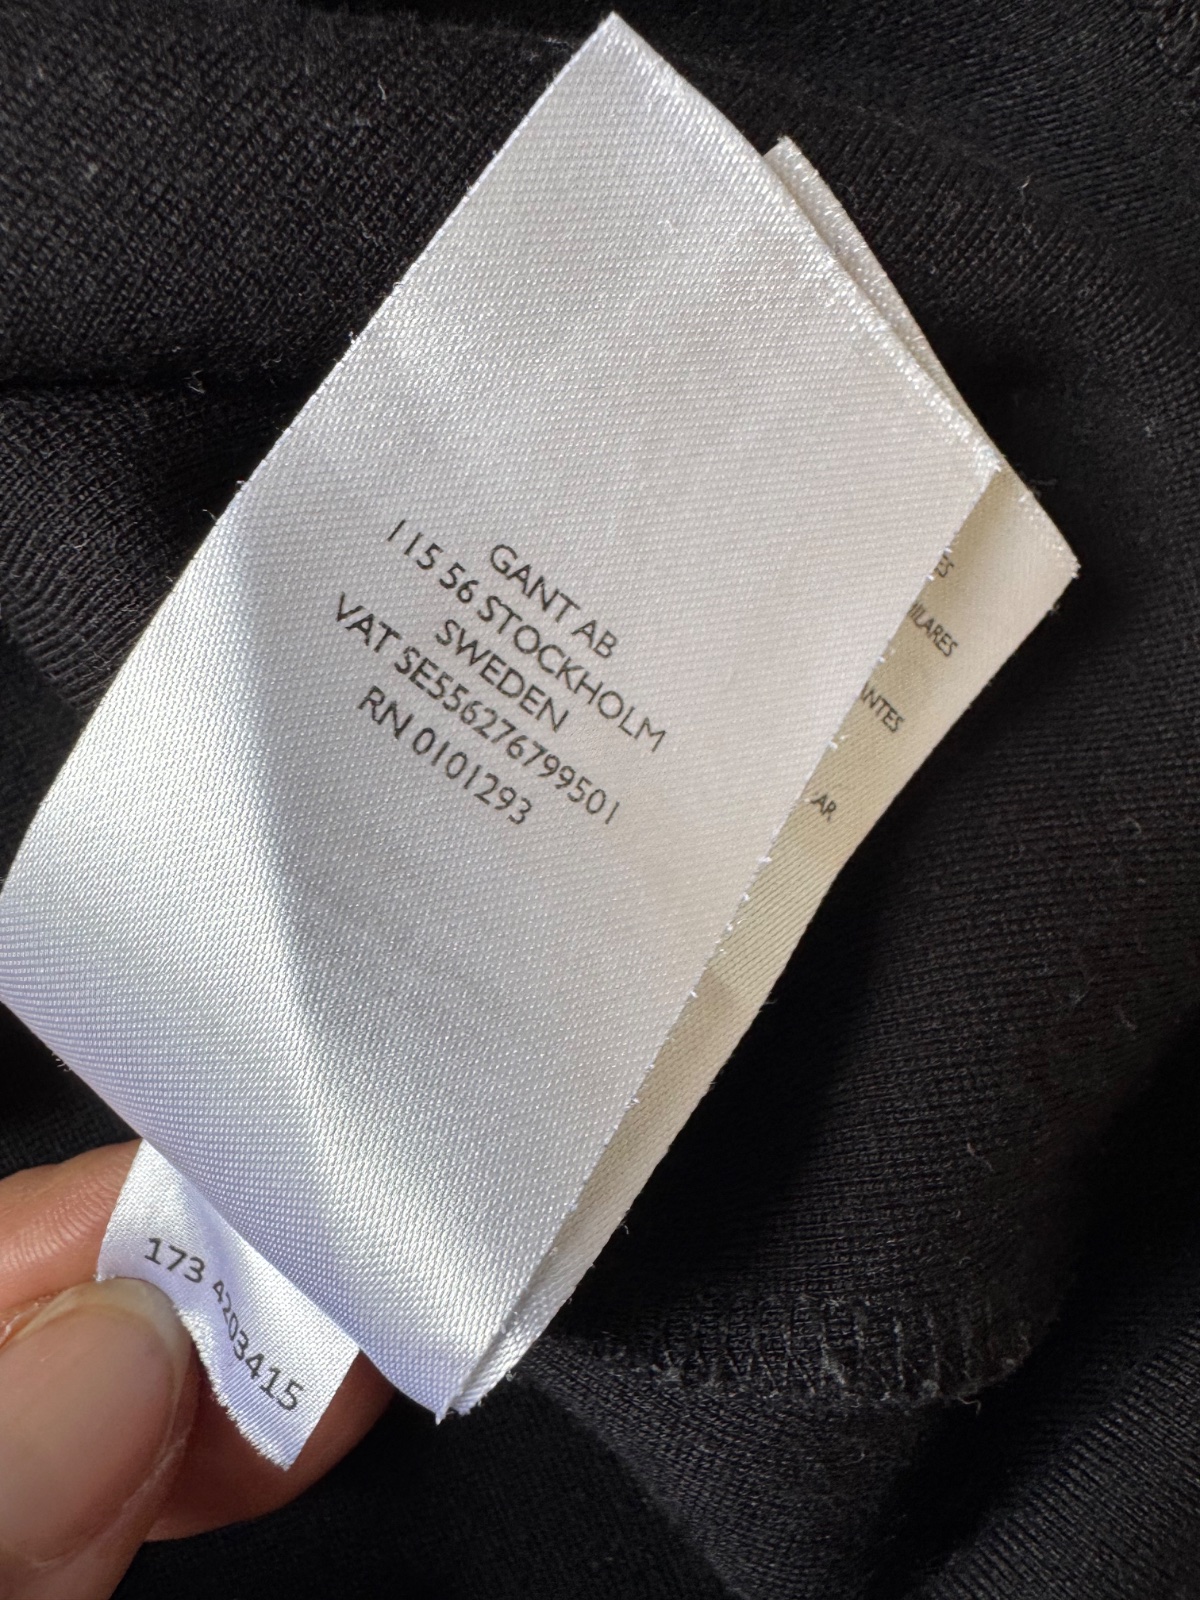 GANT AB
115 56 STOCKHOLM
SWEDEN
VAT SE556276799501
RN 0101293
173 4203415